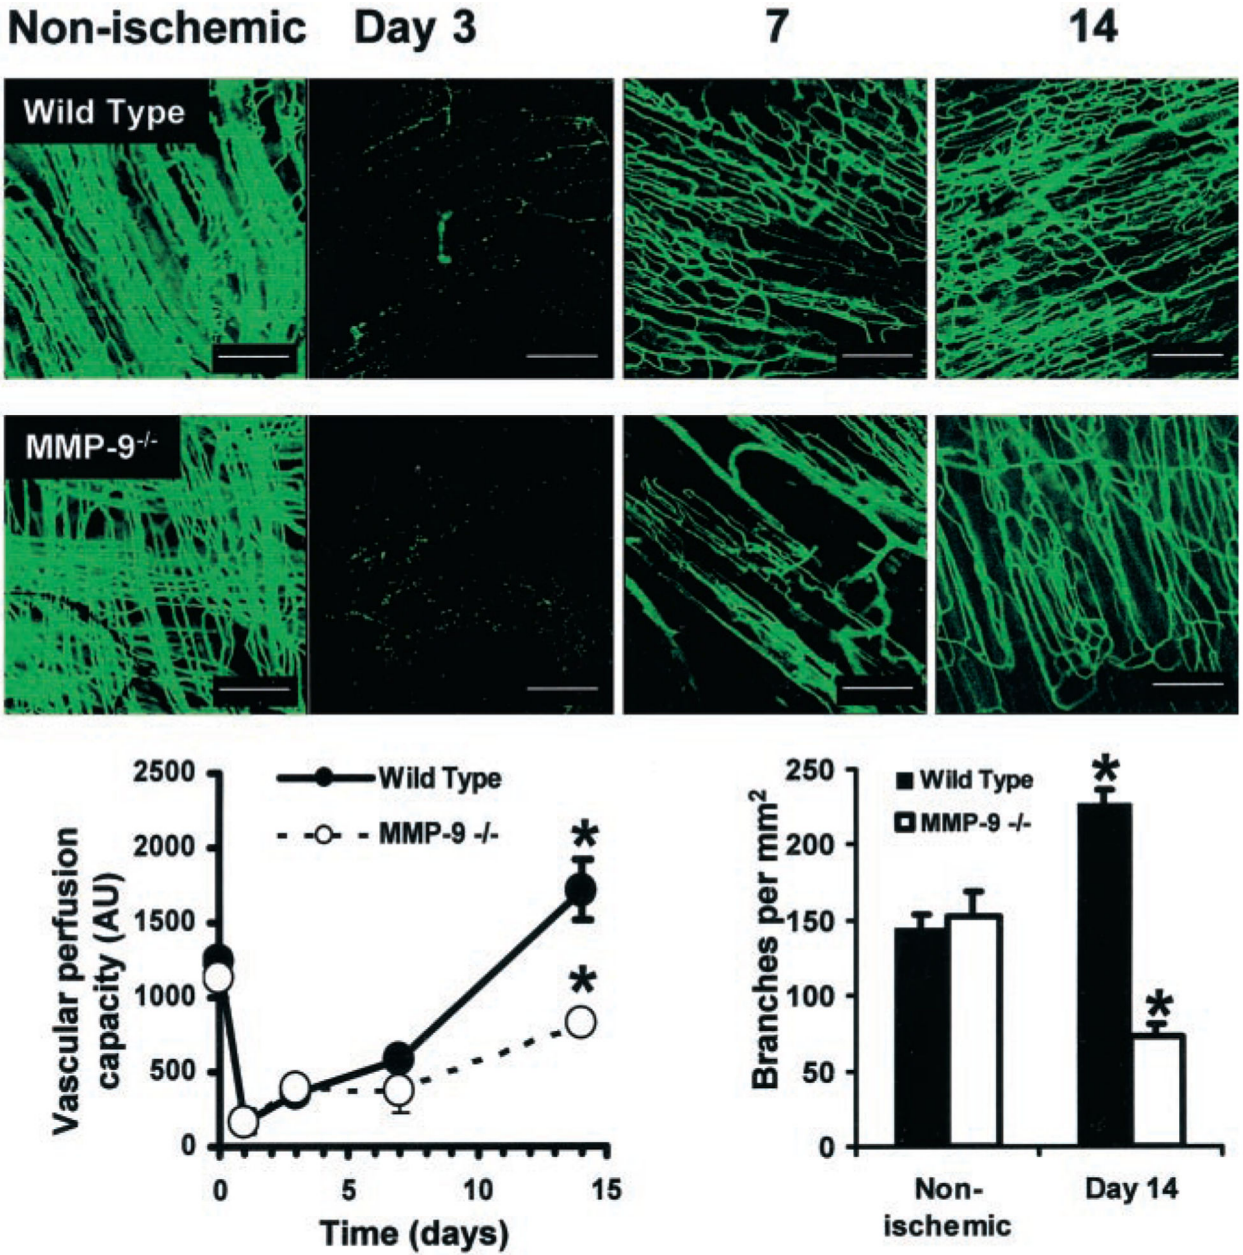 Non-ischemic Day 3 7 14
Wild Type
MMP-9-/-
2500
2000
1500
1000
500
0
Vascular perfusion
capacity (AU)
Wild Type
MMP-9 -/-
*
*
0 5 10 15
Time (days)
250
200
150
100
50
0
Branches per mm2
Wild Type
MMP-9 -/-
*
*
Non-
ischemic
Day 14